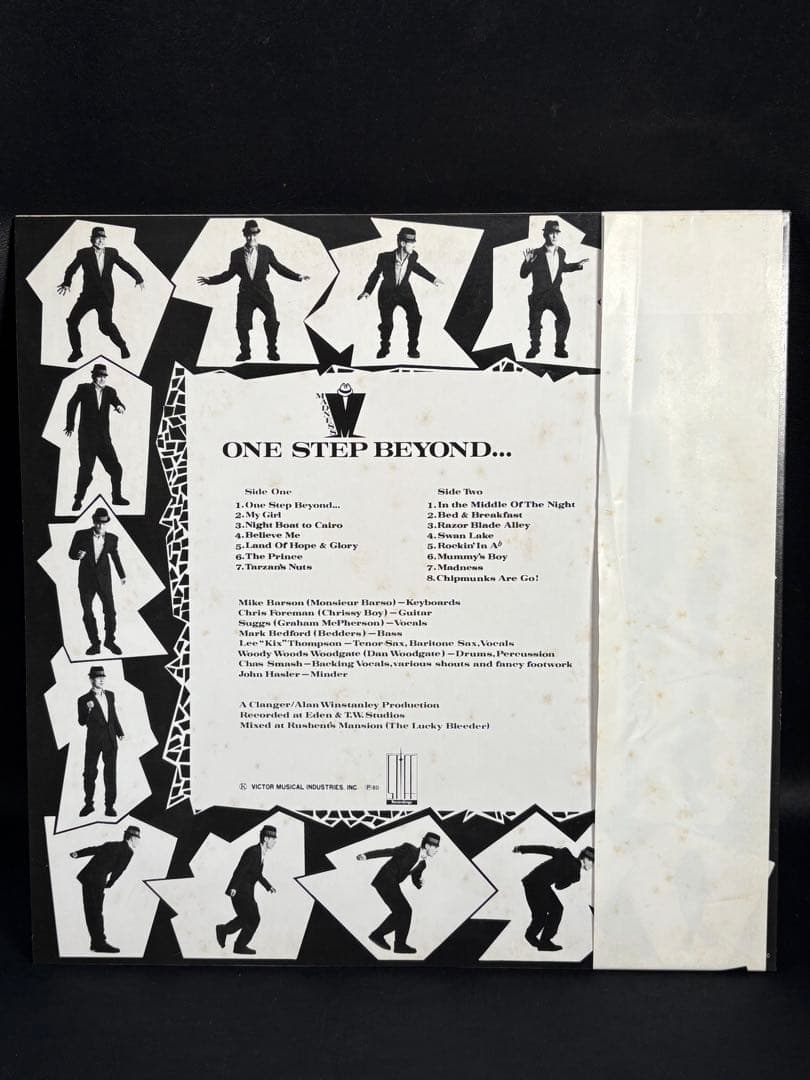 MADNESS
M
ONE STEP BEYOND...
Side One
1.One Step Beyond...
2.My Girl
3.Night Boat to Cairo
4.Believe Me
5.Land Of Hope & Glory
6.The Prince
7.Tarzan's Nuts
Side Two
1.In the Middle Of The Night
2.Bed & Breakfast
3.Razor Blade Alley
4.Swan Lake
5.Rockin' In A♭
6.Mummy's Boy
7.Madness
8.Chipmunks Are Go!
Mike Barson (Monsieur Barso)—Keyboards
Chris Foreman (Chrissy Boy)—Guitar
Suggs (Graham McPherson)—Vocals
Mark Bedford (Bedders)—Bass
Lee "Kix" Thompson—Tenor Sax, Baritone Sax, Vocals
Woody Woods Woodgate (Dan Woodgate)—Drums, Percussion
Chas Smash—Backing Vocals, various shouts and fancy footwork
John Hasler—Minder
A Clanger/Alan Winstanley Production
Recorded at Eden & T.W. Studios
Mixed at Rushent's Mansion (The Lucky Bleeder)
Ⓚ VICTOR MUSICAL INDUSTRIES, INC Ⓟ'80
STIFF
Recordings